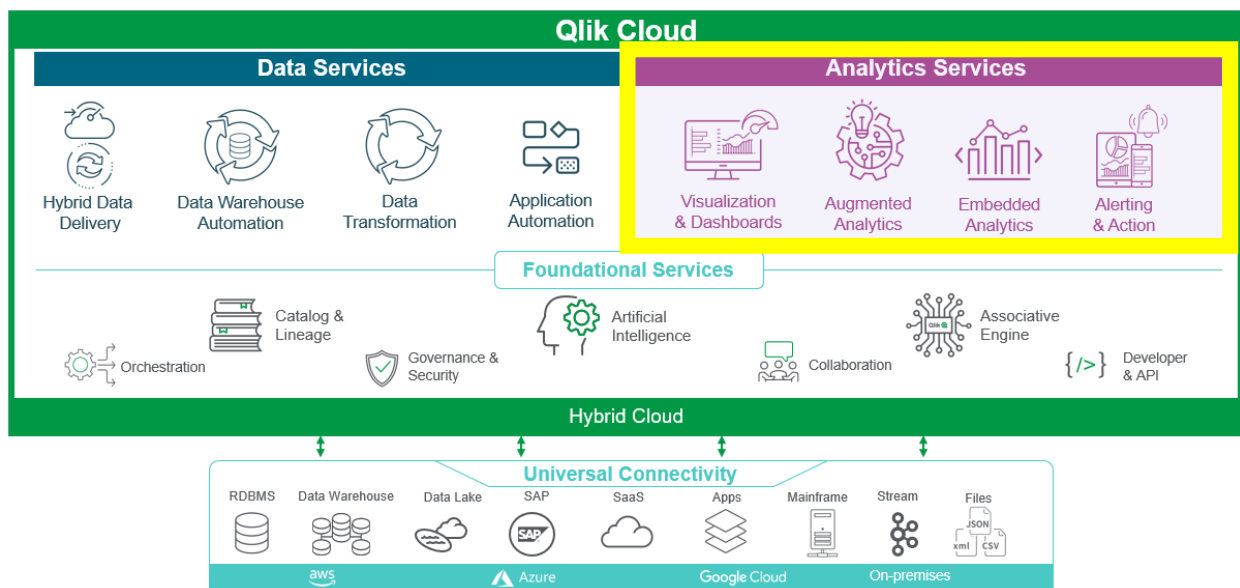 Qlik Cloud
Data Services
Analytics Services
Hybrid Data
Delivery
Data Warehouse
Automation
Data
Transformation
Application
Automation
Visualization
& Dashboards
Augmented
Analytics
Embedded
Analytics
Alerting
& Action
Foundational Services
Orchestration
Catalog &
Lineage
Governance &
Security
Artificial
Intelligence
Collaboration
Qlik
Associative
Engine
{/>}
Developer
& API
Hybrid Cloud
Universal Connectivity
RDBMS
Data Warehouse
Data Lake
SAP
SaaS
Apps
Mainframe
Stream
Files
SAP
JSON
xml
CSV
aws
Azure
Google Cloud
On-premises